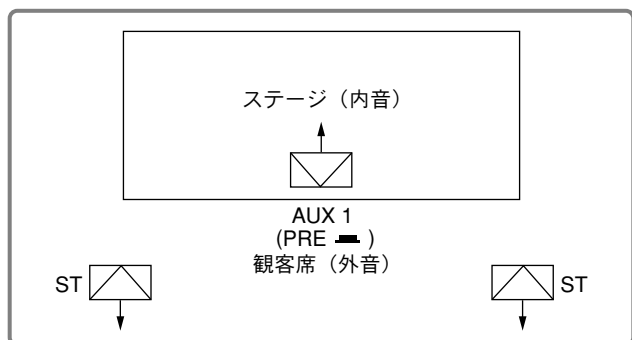 ステージ（内音）
AUX 1
(PRE )
観客席（外音）
ST
ST